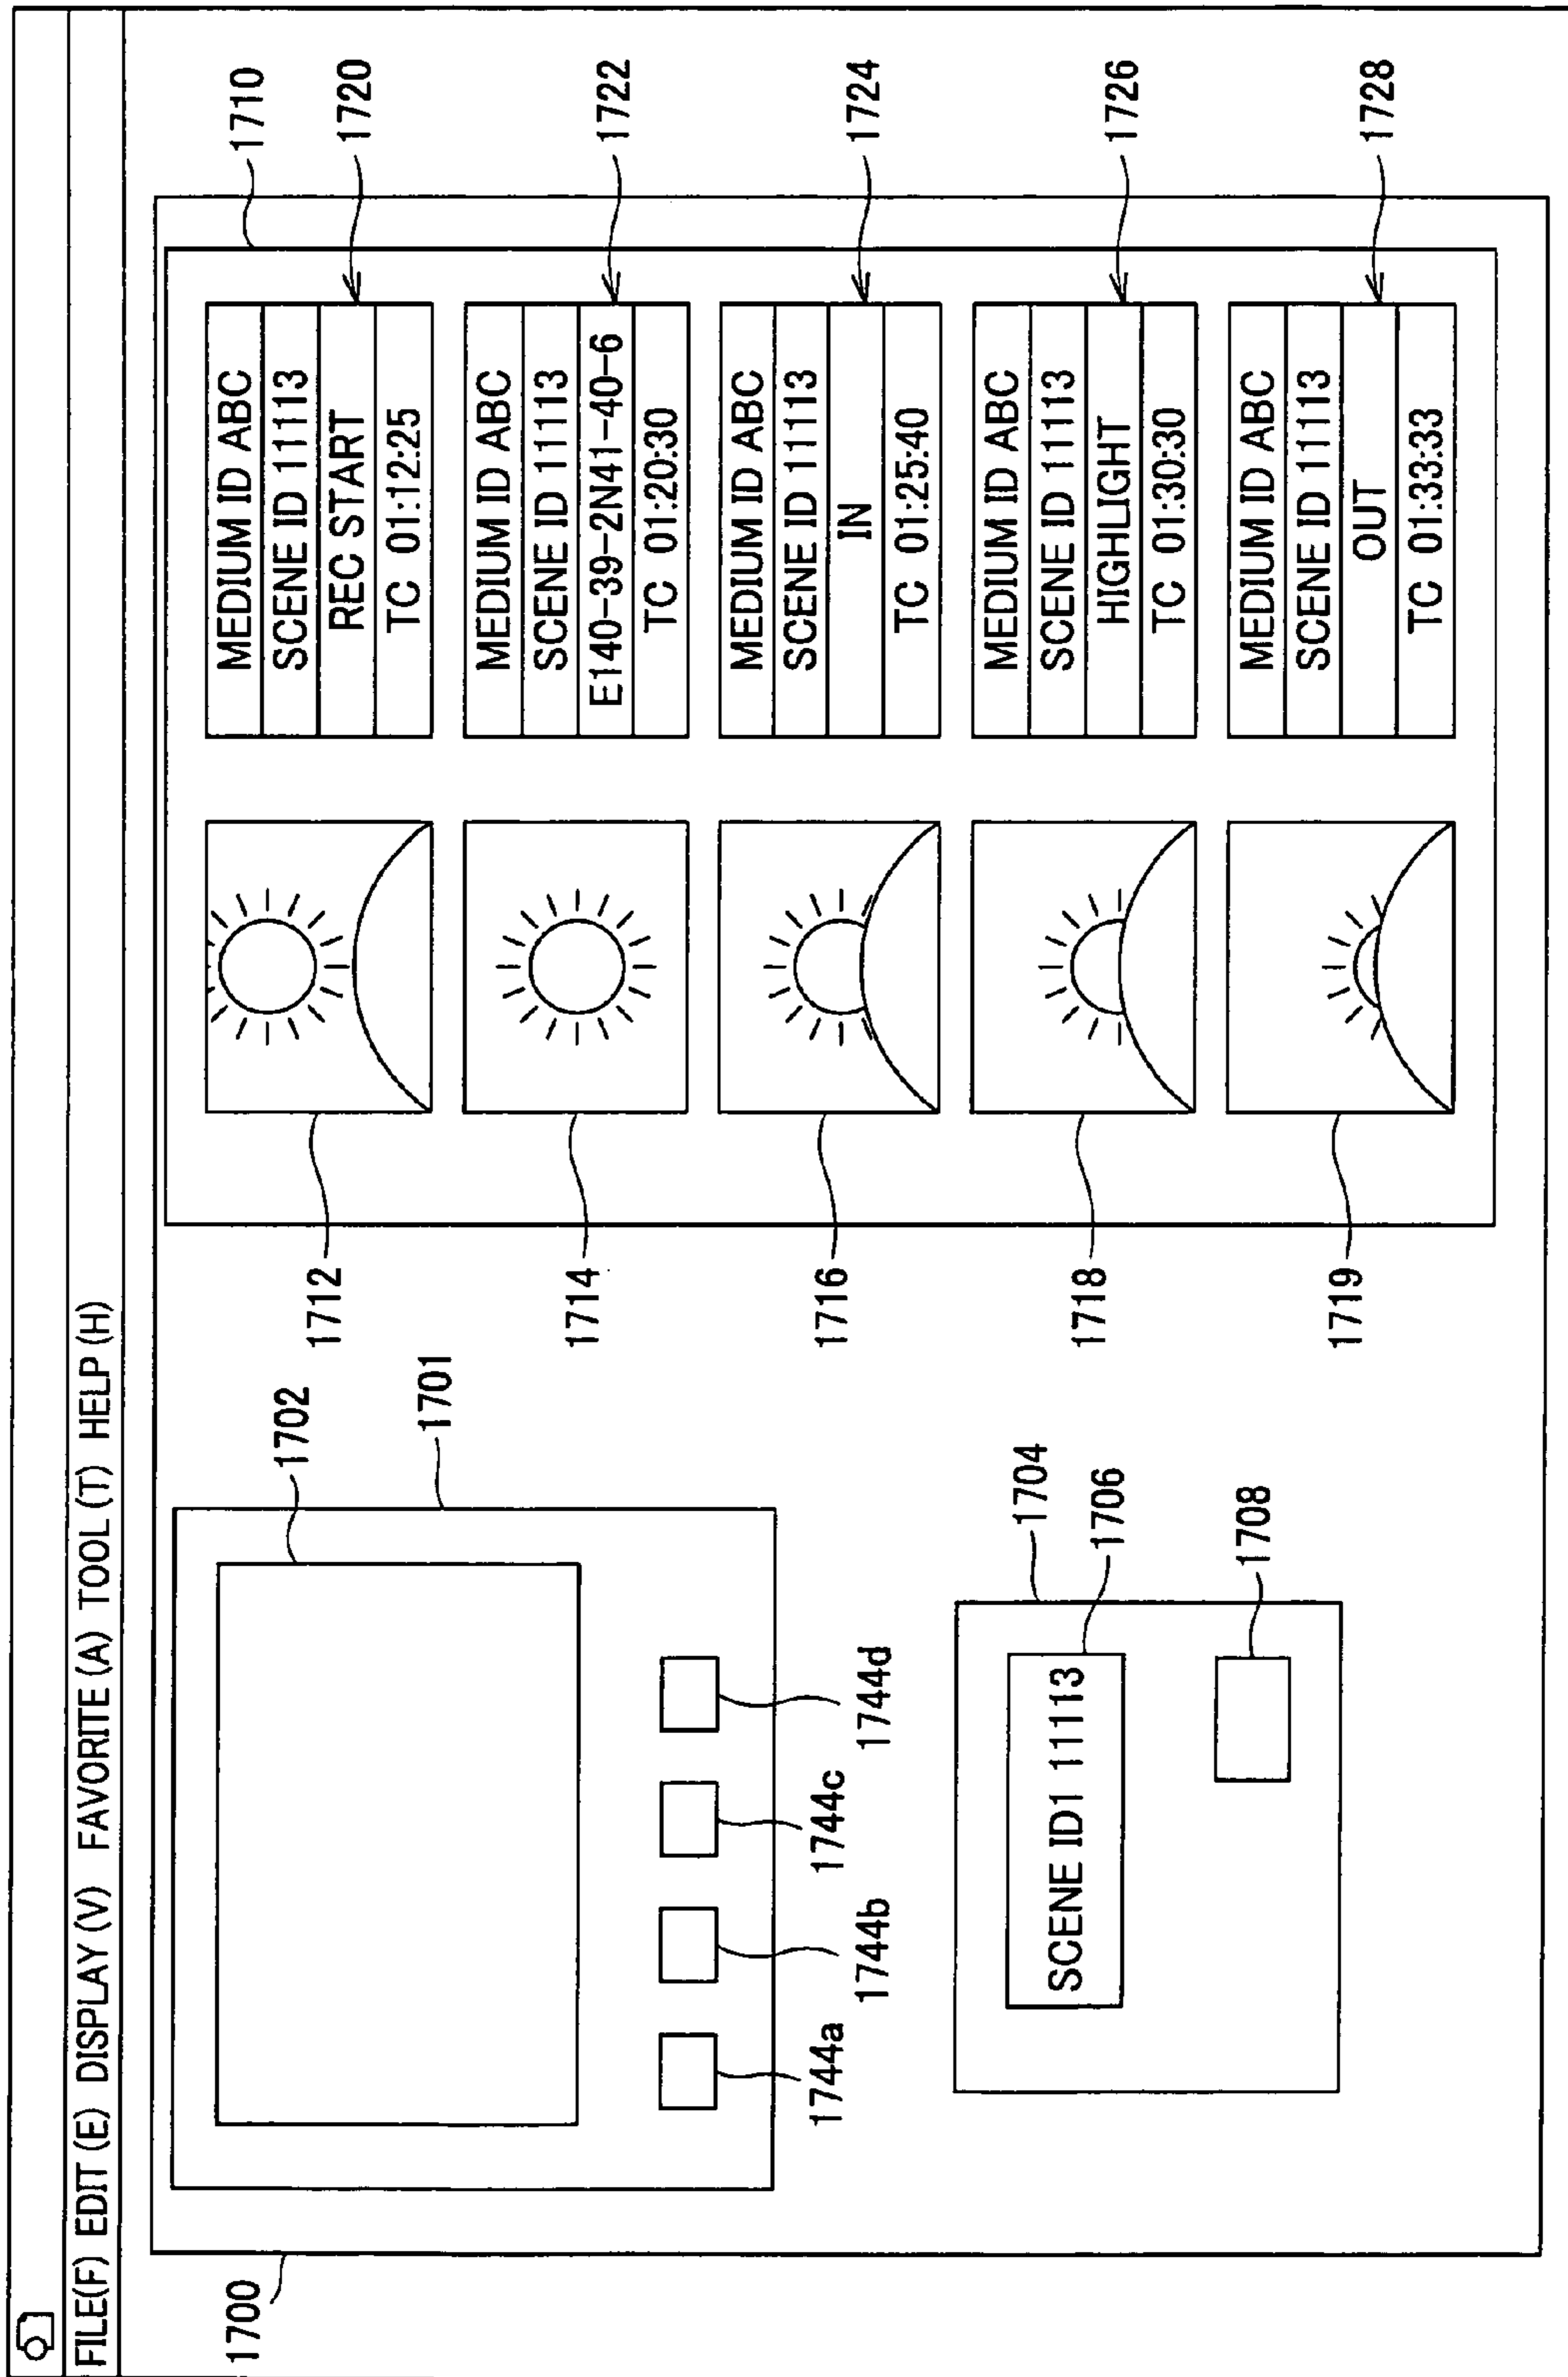 FILE(F) EDIT (E) DISPLAY (V) FAVORITE (A) TOOL (T) HELP (H)
1700
1702
1701
1744a
1744b
1744c
1744d
1704
SCENE ID1 11113
1706
1708
1710
1712
MEDIUM ID ABC
SCENE ID 11113
REC START
TC 01:12:25
1720
1714
MEDIUM ID ABC
SCENE ID 11113
E140-39-2N41-40-6
TC 01:20:30
1722
1716
MEDIUM ID ABC
SCENE ID 11113
IN
TC 01:25:40
1724
1718
MEDIUM ID ABC
SCENE ID 11113
HIGHLIGHT
TC 01:30:30
1726
1719
MEDIUM ID ABC
SCENE ID 11113
OUT
TC 01:33:33
1728